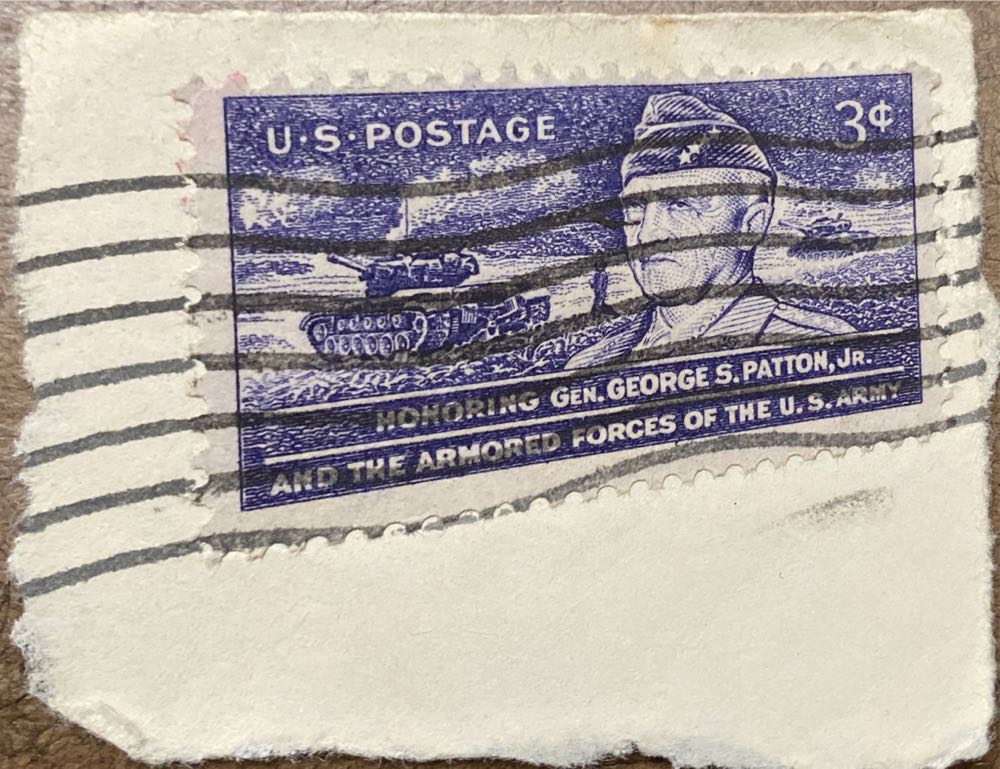 U·S·POSTAGE 3¢
HONORING GEN. GEORGE S. PATTON, JR.
AND THE ARMORED FORCES OF THE U. S. ARMY